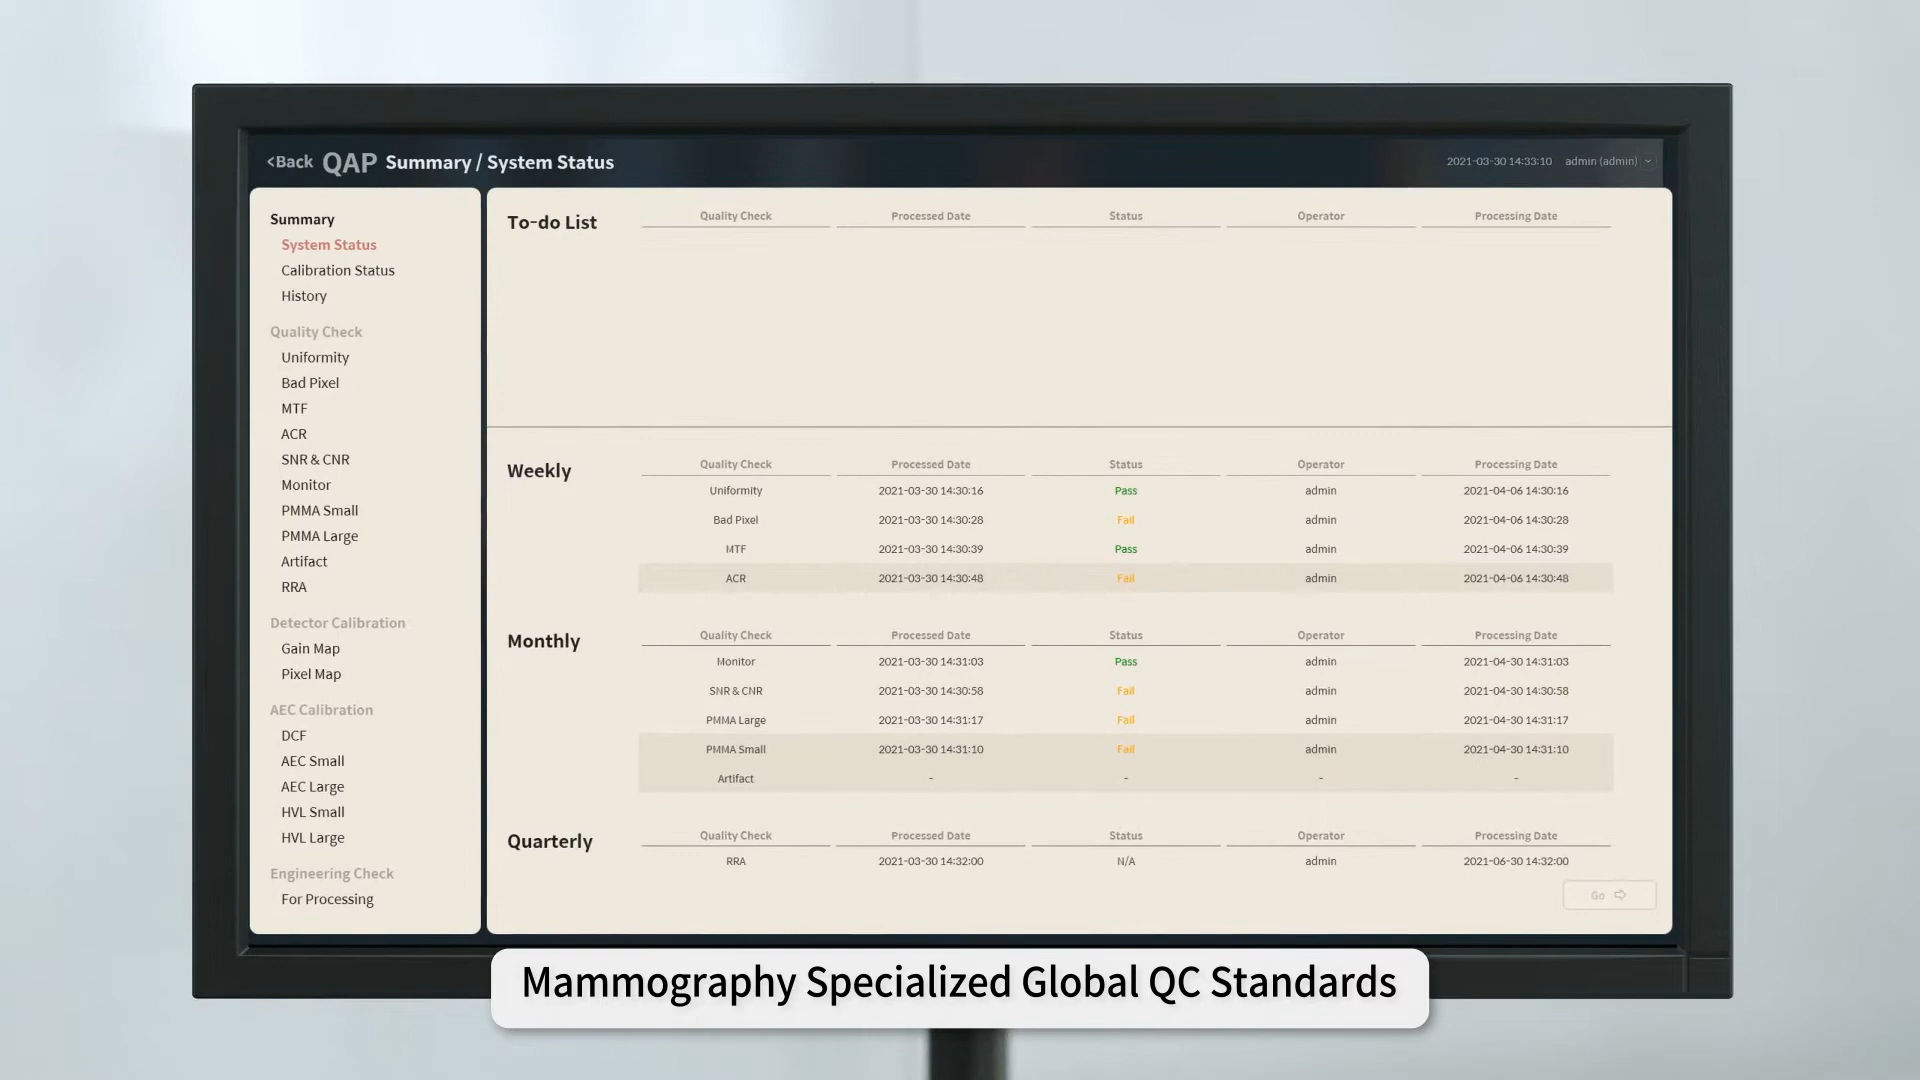 <Back QAP Summary / System Status
2021-03-30 14:33:10 admin (admin)
Summary
System Status
Calibration Status
History
Quality Check
Uniformity
Bad Pixel
MTF
ACR
SNR & CNR
Monitor
PMMA Small
PMMA Large
Artifact
RRA
Detector Calibration
Gain Map
Pixel Map
AEC Calibration
DCF
AEC Small
AEC Large
HVL Small
HVL Large
Engineering Check
For Processing
To-do List
Quality Check Processed Date Status Operator Processing Date
Weekly
Quality Check Processed Date Status Operator Processing Date
Uniformity 2021-03-30 14:30:16 Pass admin 2021-04-06 14:30:16
Bad Pixel 2021-03-30 14:30:28 Fail admin 2021-04-06 14:30:28
MTF 2021-03-30 14:30:39 Pass admin 2021-04-06 14:30:39
ACR 2021-03-30 14:30:48 Fail admin 2021-04-06 14:30:48
Monthly
Quality Check Processed Date Status Operator Processing Date
Monitor 2021-03-30 14:31:03 Pass admin 2021-04-30 14:31:03
SNR & CNR 2021-03-30 14:30:58 Fail admin 2021-04-30 14:30:58
PMMA Large 2021-03-30 14:31:17 Fail admin 2021-04-30 14:31:17
PMMA Small 2021-03-30 14:31:10 Fail admin 2021-04-30 14:31:10
Artifact - - - -
Quarterly
Quality Check Processed Date Status Operator Processing Date
RRA 2021-03-30 14:32:00 N/A admin 2021-06-30 14:32:00
Go
Mammography Specialized Global QC Standards